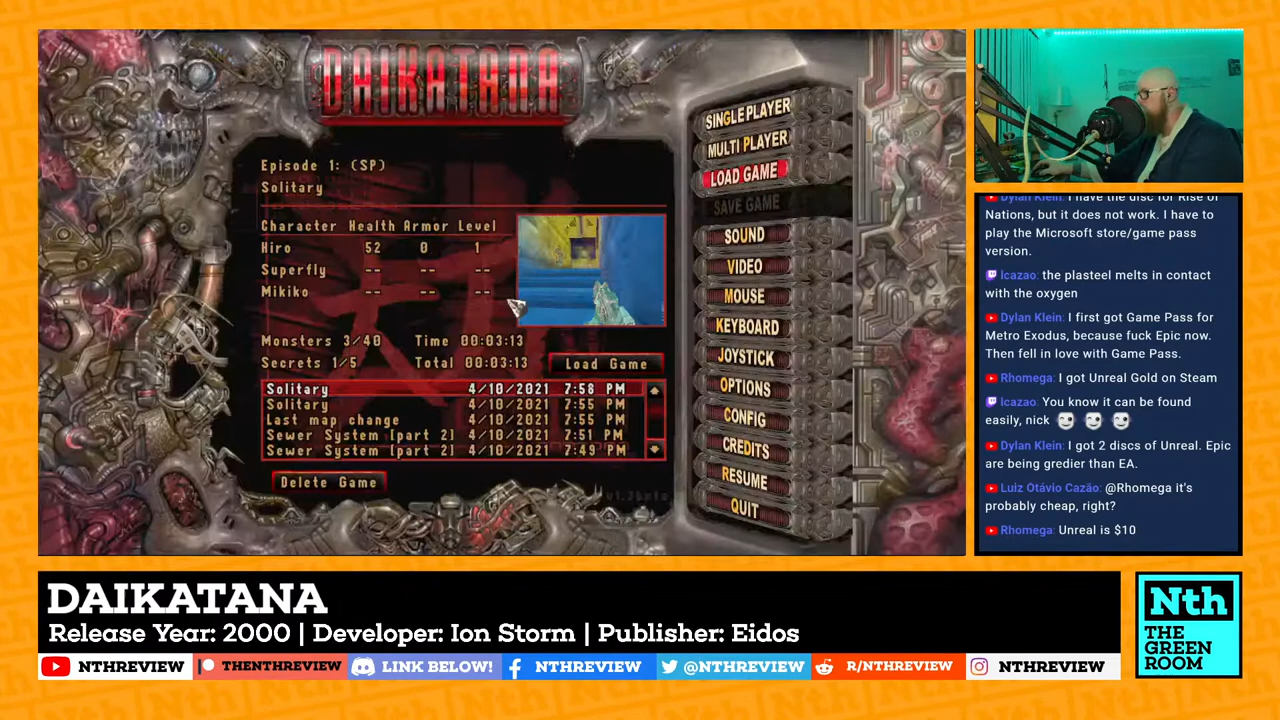 DAIKATANA
Episode 1: (SP)
Solitary
Character Health Armor Level
Hiro 52 0 1
Superfly -- -- --
Mikiko -- -- --
Monsters 3/40 Time 00:03:13
Secrets 1/5 Total 00:03:13
Load Game
Solitary 4/10/2021 7:58 PM
Solitary 4/10/2021 7:55 PM
Last map change 4/10/2021 7:55 PM
Sewer System [part 2] 4/10/2021 7:51 PM
Sewer System [part 2] 4/10/2021 7:49 PM
Delete Game
SINGLE PLAYER
MULTI PLAYER
LOAD GAME
SAVE GAME
SOUND
VIDEO
MOUSE
KEYBOARD
JOYSTICK
OPTIONS
CONFIG
CREDITS
RESUME
QUIT
Dylan Klein: I have the disc for Rise of
Nations, but it does not work. I have to
play the Microsoft store/game pass
version.
lcazao: the plasteel melts in contact
with the oxygen
Dylan Klein: I first got Game Pass for
Metro Exodus, because fuck Epic now.
Then fell in love with Game Pass.
Rhomega: I got Unreal Gold on Steam
lcazao: You know it can be found
easily, nick
Dylan Klein: I got 2 discs of Unreal. Epic
are being gredier than EA.
Luiz Otávio Cazão: @Rhomega it's
probably cheap, right?
Rhomega: Unreal is $10
DAIKATANA
Release Year: 2000 | Developer: Ion Storm | Publisher: Eidos
NTHREVIEW
THENTHREVIEW
LINK BELOW!
NTHREVIEW
@NTHREVIEW
R/NTHREVIEW
NTHREVIEW
Nth
THE
GREEN
ROOM